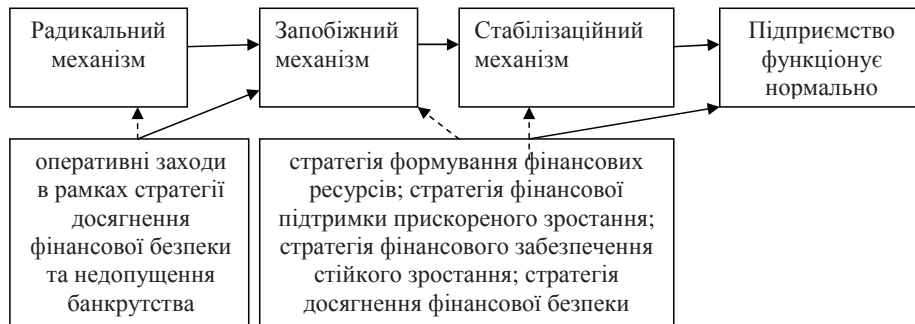 Радикальний
механізм
Запобіжний
механізм
Стабілізаційний
механізм
Підприємство
функціонує
нормально
оперативні заходи
в рамках стратегії
досягнення
фінансової безпеки
та недопущення
банкрутства
стратегія формування фінансових
ресурсів; стратегія фінансової
підтримки прискореного зростання;
стратегія фінансового забезпечення
стійкого зростання; стратегія
досягнення фінансової безпеки